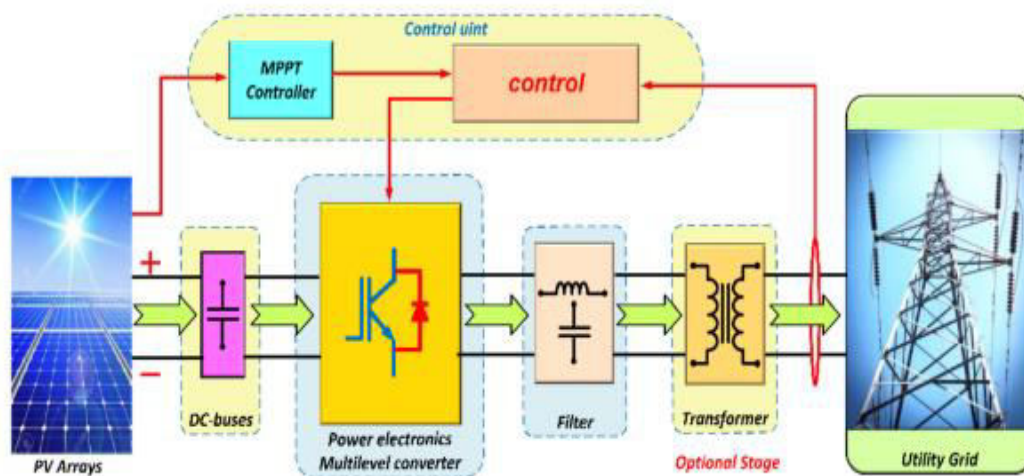 Control uint
MPPT
Controller
control
+
−
DC-buses
Power electronics
Multilevel converter
Filter
Transformer
Optional Stage
PV Arrays
Utility Grid